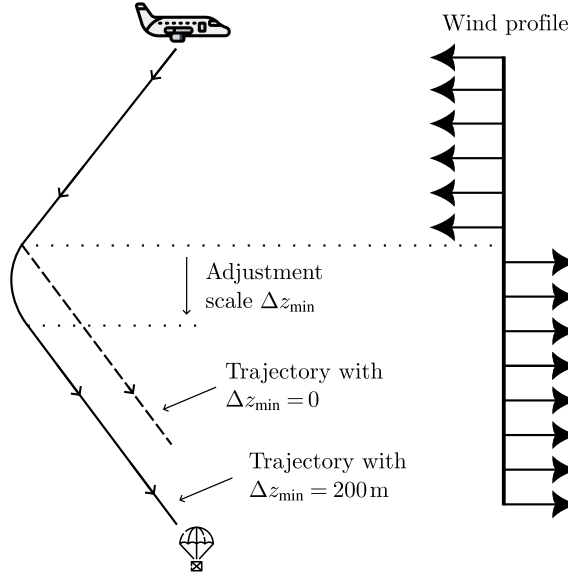 Wind profile
Adjustment
scale Δz_min
Trajectory with
Δz_min = 0
Trajectory with
Δz_min = 200 m